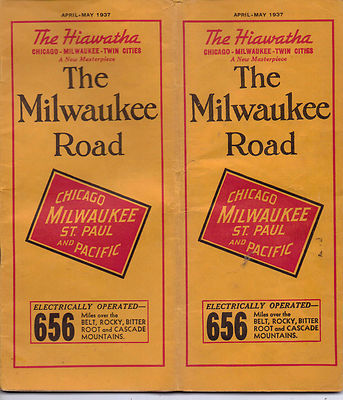 APRIL-MAY 1937
The Hiawatha
CHICAGO-MILWAUKEE-TWIN CITIES
A New Masterpiece
The
Milwaukee
Road
CHICAGO
MILWAUKEE
ST. PAUL
AND PACIFIC
ELECTRICALLY OPERATED—
656 Miles over the
BELT, ROCKY, BITTER
ROOT and CASCADE
MOUNTAINS.
APRIL-MAY 1937
The Hiawatha
CHICAGO-MILWAUKEE-TWIN CITIES
A New Masterpiece
The
Milwaukee
Road
CHICAGO
MILWAUKEE
ST. PAUL
AND PACIFIC
ELECTRICALLY OPERATED—
656 Miles over the
BELT, ROCKY, BITTER
ROOT and CASCADE
MOUNTAINS.